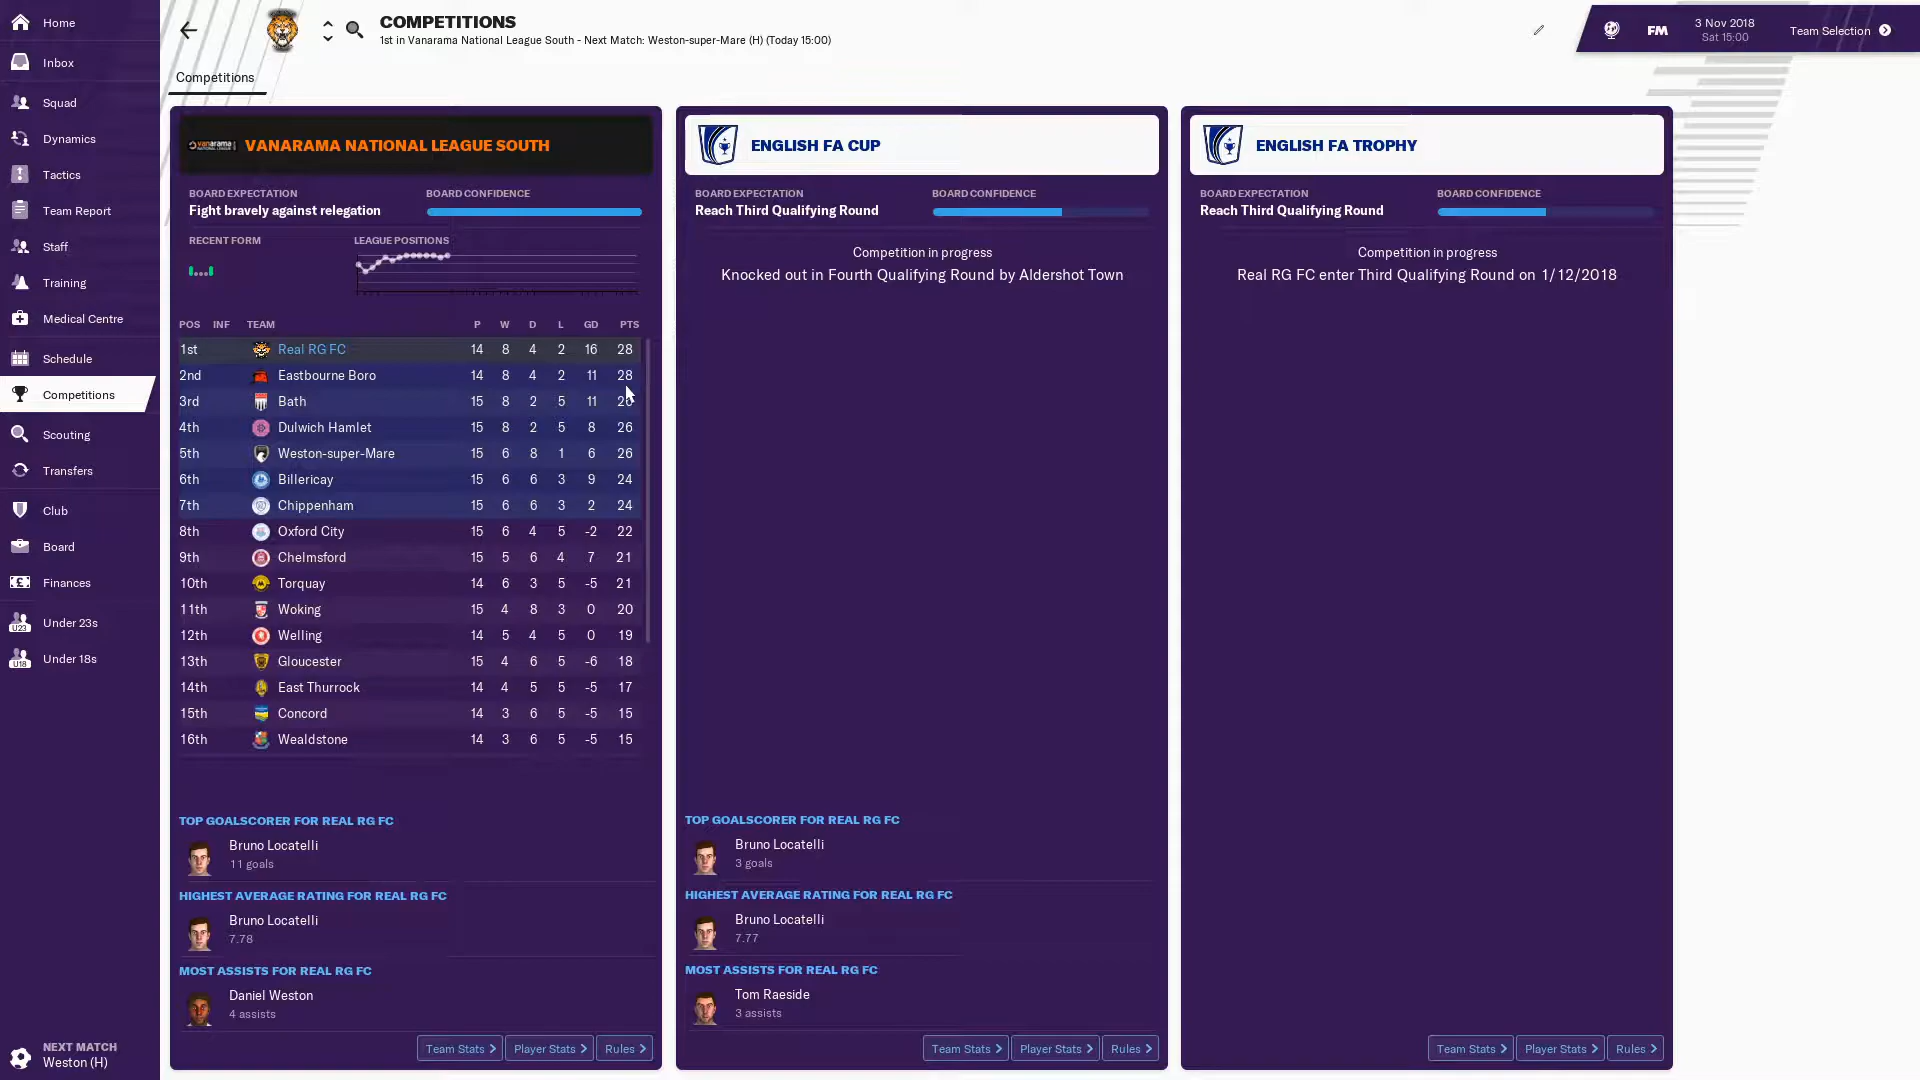 Home
Inbox
Squad
Dynamics
Tactics
Team Report
Staff
Training
Medical Centre
Schedule
Competitions
Scouting
Transfers
Club
Board
Finances
U23 Under 23s
U18 Under 18s
NEXT MATCH
Weston (H)
COMPETITIONS
1st in Vanarama National League South - Next Match: Weston-super-Mare (H) (Today 15:00)
FM
3 Nov 2018
Sat 15:00
Team Selection
Competitions
vanarama VANARAMA NATIONAL LEAGUE SOUTH
BOARD EXPECTATION BOARD CONFIDENCE
Fight bravely against relegation
RECENT FORM LEAGUE POSITIONS
POS INF TEAM P W D L GD PTS
1st Real RG FC 14 8 4 2 16 28
2nd Eastbourne Boro 14 8 4 2 11 28
3rd Bath 15 8 2 5 11
4th Dulwich Hamlet 15 8 2 5 8 26
5th Weston-super-Mare 15 6 8 1 6 26
6th Billericay 15 6 6 3 9 24
7th Chippenham 15 6 6 3 2 24
8th Oxford City 15 6 4 5 -2 22
9th Chelmsford 15 5 6 4 7 21
10th Torquay 14 6 3 5 -5 21
11th Woking 15 4 8 3 0 20
12th Welling 14 5 4 5 0 19
13th Gloucester 15 4 6 5 -6 18
14th East Thurrock 14 4 5 5 -5 17
15th Concord 14 3 6 5 -5 15
16th Wealdstone 14 3 6 5 -5 15
TOP GOALSCORER FOR REAL RG FC
Bruno Locatelli
11 goals
HIGHEST AVERAGE RATING FOR REAL RG FC
Bruno Locatelli
7.78
MOST ASSISTS FOR REAL RG FC
Daniel Weston
4 assists
Team Stats Player Stats Rules
ENGLISH FA CUP
BOARD EXPECTATION BOARD CONFIDENCE
Reach Third Qualifying Round
Competition in progress
Knocked out in Fourth Qualifying Round by Aldershot Town
TOP GOALSCORER FOR REAL RG FC
Bruno Locatelli
3 goals
HIGHEST AVERAGE RATING FOR REAL RG FC
Bruno Locatelli
7.77
MOST ASSISTS FOR REAL RG FC
Tom Raeside
3 assists
Team Stats Player Stats Rules
ENGLISH FA TROPHY
BOARD EXPECTATION BOARD CONFIDENCE
Reach Third Qualifying Round
Competition in progress
Real RG FC enter Third Qualifying Round on 1/12/2018
Team Stats Player Stats Rules